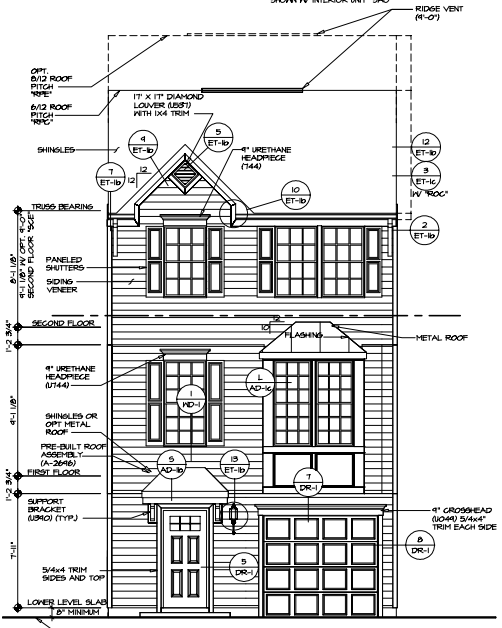 SHOWN W/ INTERIOR UNIT "SAO"
RIDGE VENT
(9'-0")
OPT.
8/12 ROOF
PITCH
"RPE"
6/12 ROOF
PITCH
"RPC"
17" X 17" DIAMOND
LOUVER (U587)
WITH 1X4 TRIM
4
ET-1b
5
ET-1b
SHINGLES
9" URETHANE
HEADPIECE
(744)
12
ET-1b
7
ET-1b
12
12
3
ET-1c
10
ET-1b
W/ "ROC"
TRUSS BEARING
2
ET-1b
8'-1 1/8"
9'-1 1/8" W/ OPT. 9'-0"
SECOND FLOOR "SCE"
PANELED
SHUTTERS
SIDING
VENEER
SECOND FLOOR
12
10
FLASHING
METAL ROOF
1'-2 3/4"
9" URETHANE
HEADPIECE
(U744)
L
AD-1c
1
WD-1
9'-1 1/8"
SHINGLES OR
OPT METAL
ROOF
PRE-BUILT ROOF
ASSEMBLY
(A-2646)
S
AD-1b
13
ET-1b
FIRST FLOOR
7
DR-1
1'-2 3/4"
SUPPORT
BRACKET
(U390) (TYP.)
9" CROSSHEAD
(U049) 5/4x4"
TRIM EACH SIDE
8
DR-1
7'-11"
5/4x4 TRIM
SIDES AND TOP
5
DR-1
LOWER LEVEL SLAB
8" MINIMUM